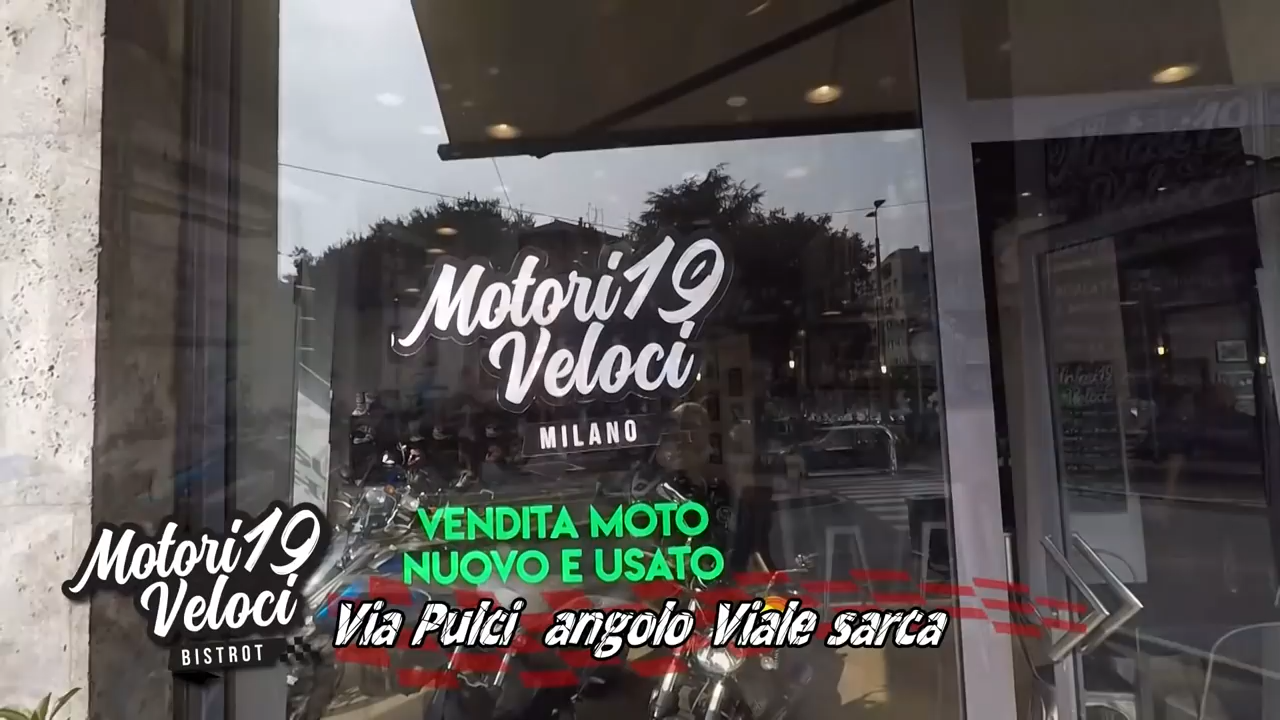 Motori19
Veloci
MILANO
VENDITA MOTO
NUOVO E USATO
Motori19
Veloci
BISTROT
Via Pulci angolo Viale sarca